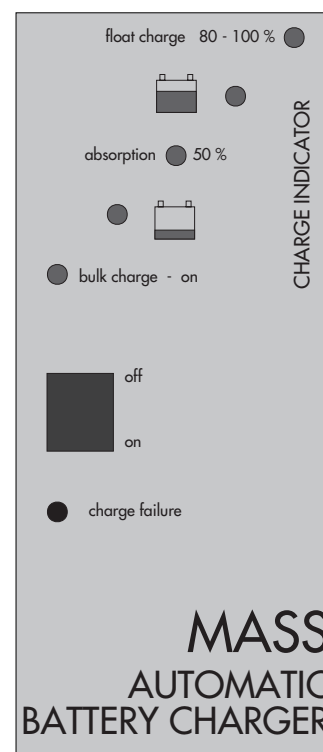 float charge 80 - 100 %
absorption 50 %
CHARGE INDICATOR
bulk charge - on
off
on
charge failure
MASS
AUTOMATIC
BATTERY CHARGER